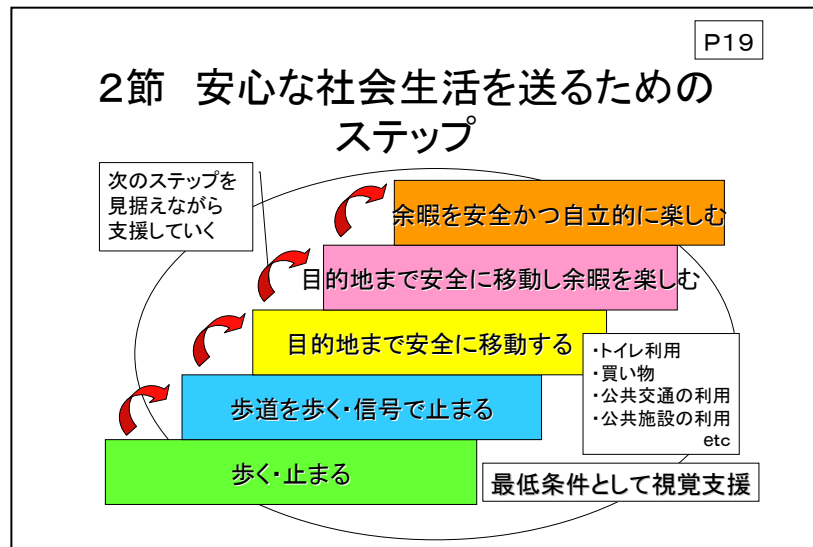 P19
2節　安心な社会生活を送るための
ステップ
次のステップを
見据えながら
支援していく
余暇を安全かつ自立的に楽しむ
目的地まで安全に移動し余暇を楽しむ
目的地まで安全に移動する
・トイレ利用
・買い物
・公共交通の利用
・公共施設の利用
etc
歩道を歩く・信号で止まる
歩く・止まる
最低条件として視覚支援